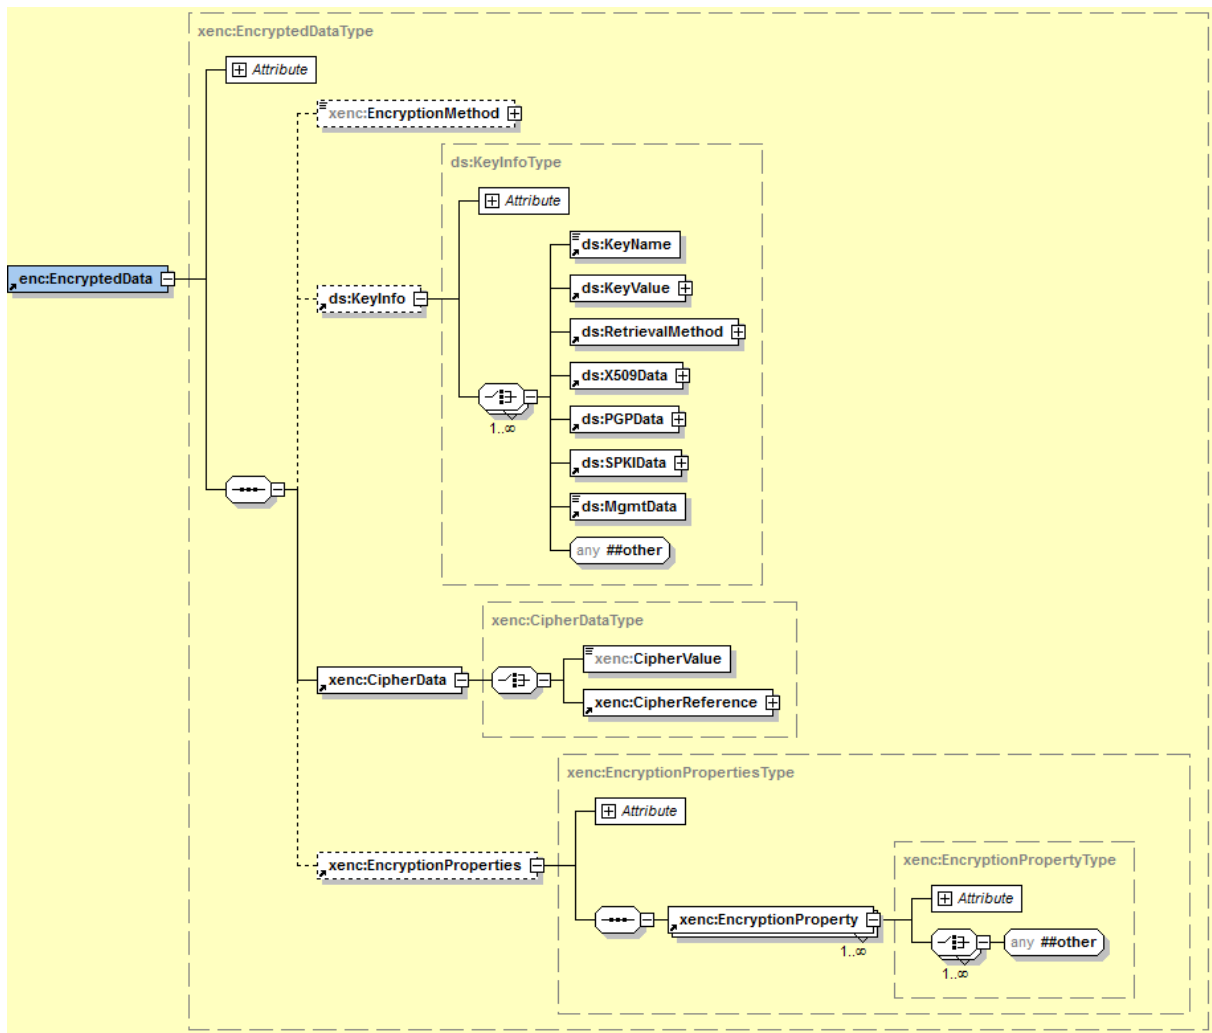 xenc:EncryptedDataType
Attribute
xenc:EncryptionMethod
ds:KeyInfoType
Attribute
ds:KeyName
enc:EncryptedData
ds:KeyValue
ds:KeyInfo
ds:RetrievalMethod
ds:X509Data
ds:PGPData
1..∞
ds:SPKIData
ds:MgmtData
any ##other
xenc:CipherDataType
xenc:CipherValue
xenc:CipherData
xenc:CipherReference
xenc:EncryptionPropertiesType
Attribute
xenc:EncryptionProperties
xenc:EncryptionPropertyType
Attribute
xenc:EncryptionProperty
any ##other
1..∞
1..∞